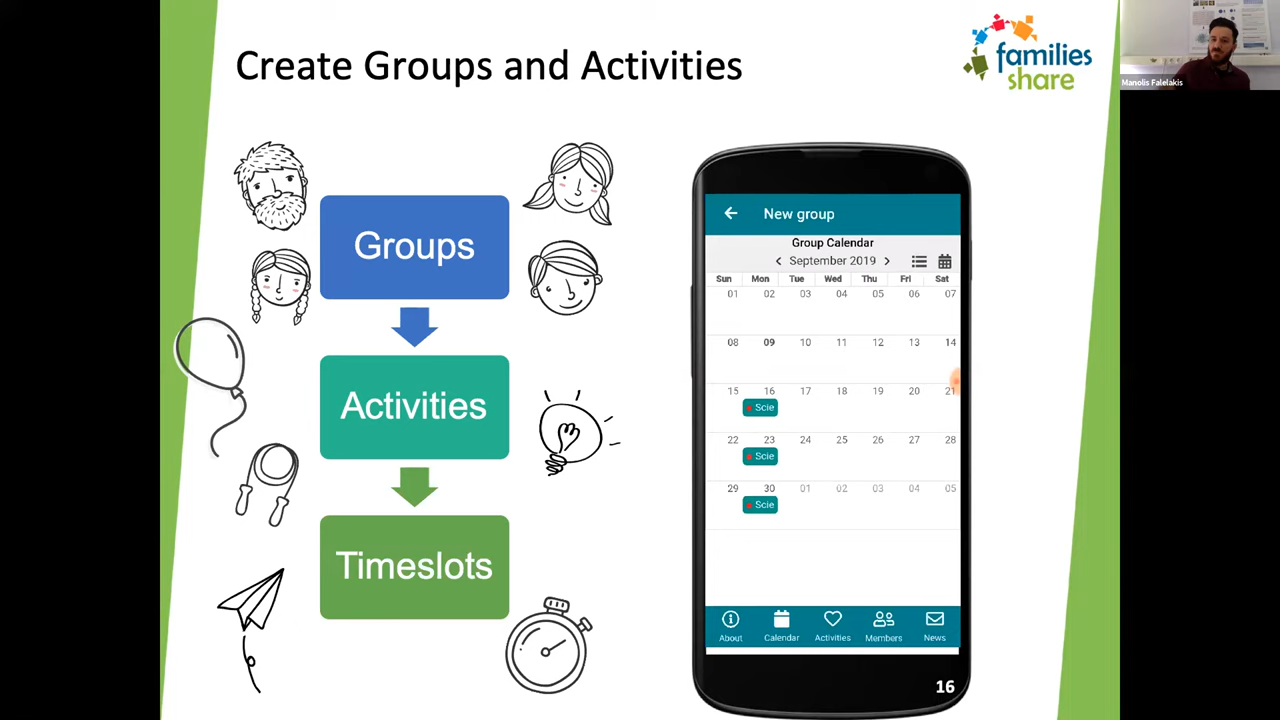 Create Groups and Activities
families
share
Manolis Falelakis
Groups
Activities
Timeslots
New group
Group Calendar
September 2019
Sun Mon Tue Wed Thu Fri Sat
01 02 03 04 05 06 07
08 09 10 11 12 13 14
15 16 17 18 19 20 21
Scie
22 23 24 25 26 27 28
Scie
29 30 01 02 03 04 05
Scie
About Calendar Activities Members News
16